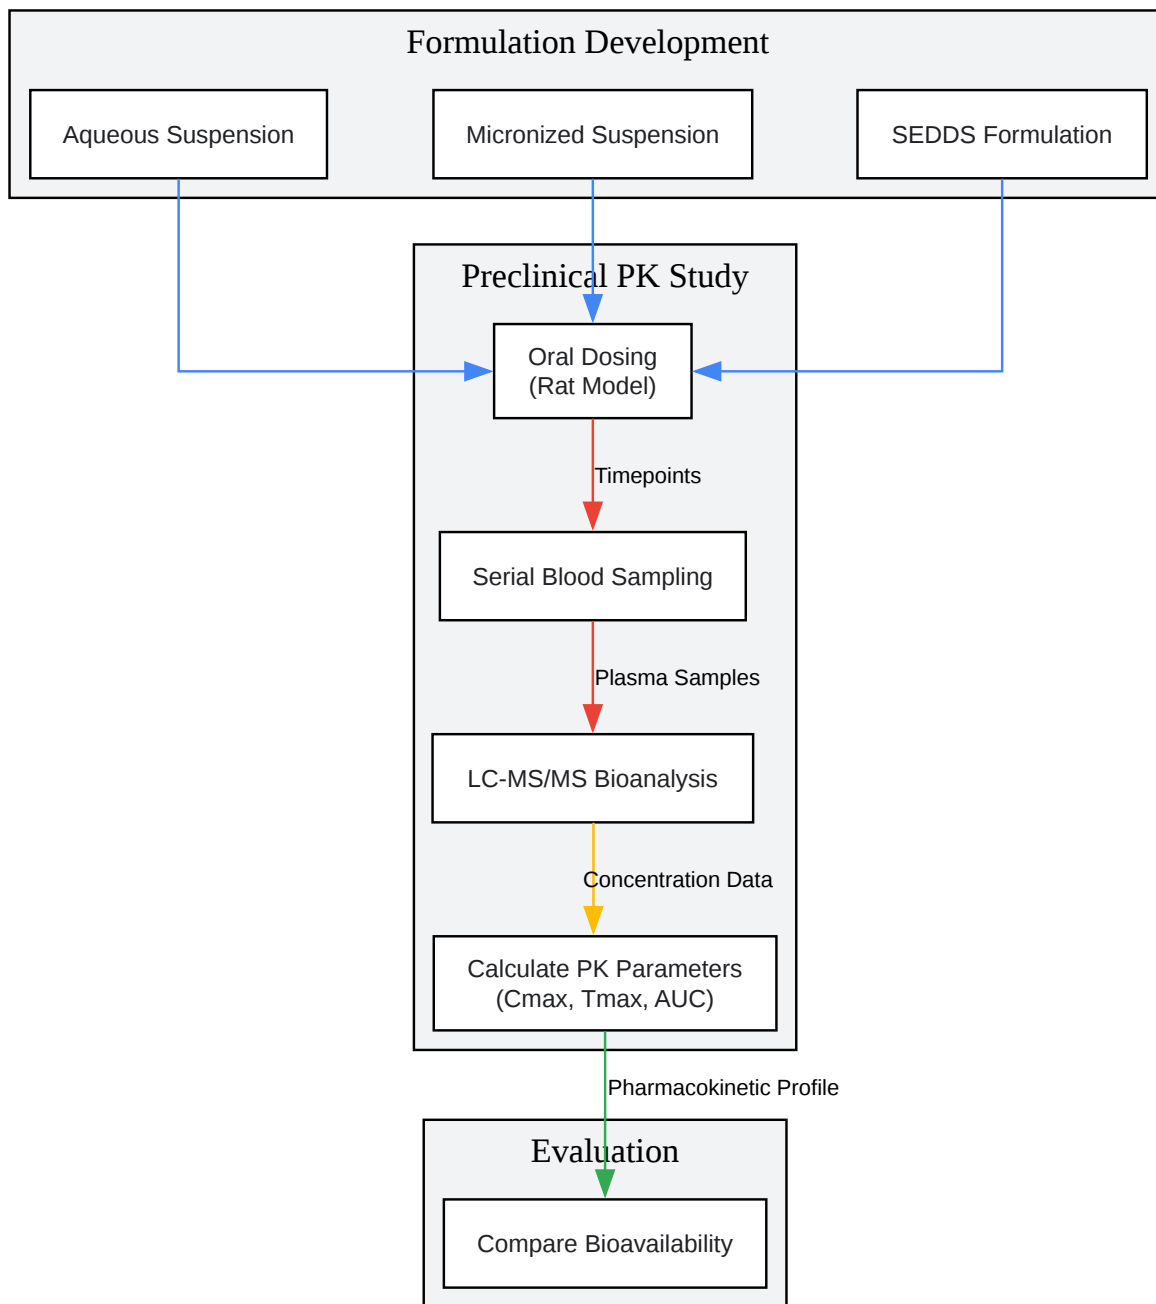 Formulation Development
Aqueous Suspension
Micronized Suspension
SEDDS Formulation
Preclinical PK Study
Oral Dosing
(Rat Model)
Timepoints
Serial Blood Sampling
Plasma Samples
LC-MS/MS Bioanalysis
Concentration Data
Calculate PK Parameters
(Cmax, Tmax, AUC)
Pharmacokinetic Profile
Evaluation
Compare Bioavailability